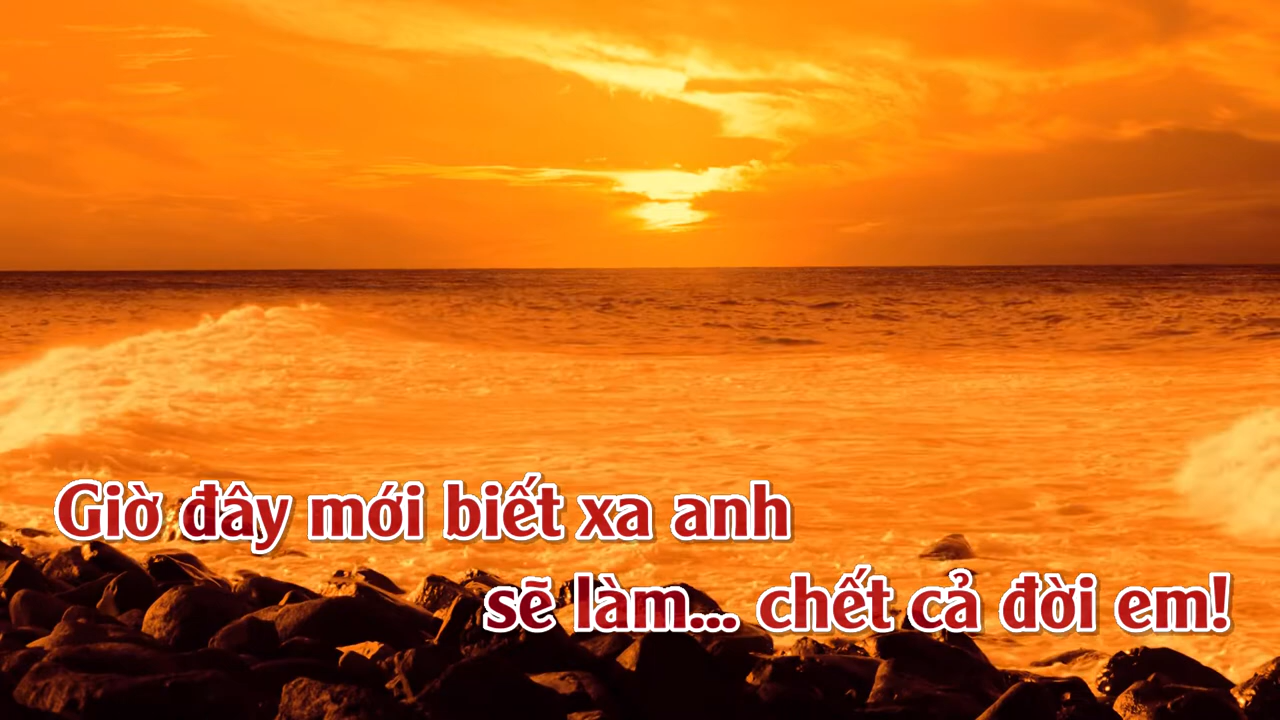 Giờ đây mới biết xa anh
sẽ làm... chết cả đời em!